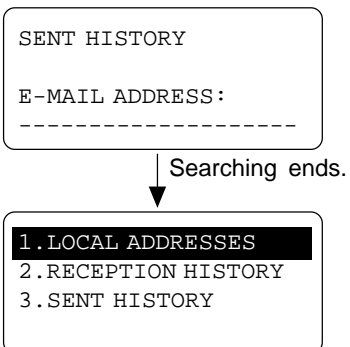 SENT HISTORY
E-MAIL ADDRESS:
--------------------
Searching ends.
1.LOCAL ADDRESSES
2.RECEPTION HISTORY
3.SENT HISTORY